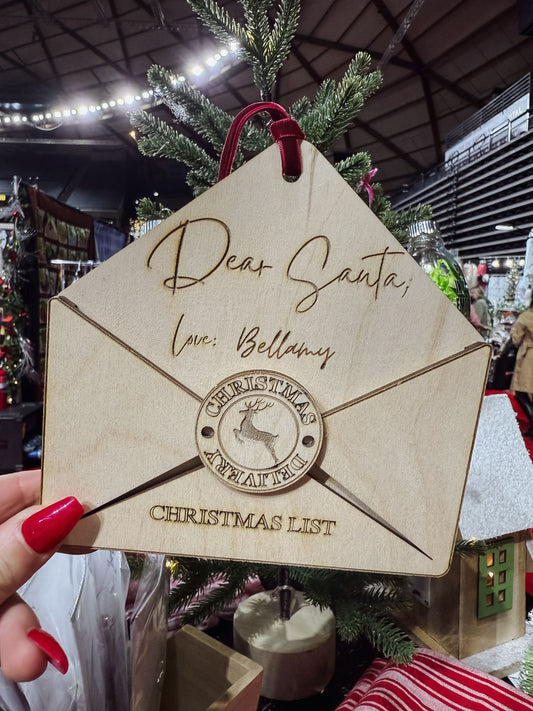 Dear Santa,
Love: Bellamy
CHRISTMAS
DELIVERY
CHRISTMAS LIST